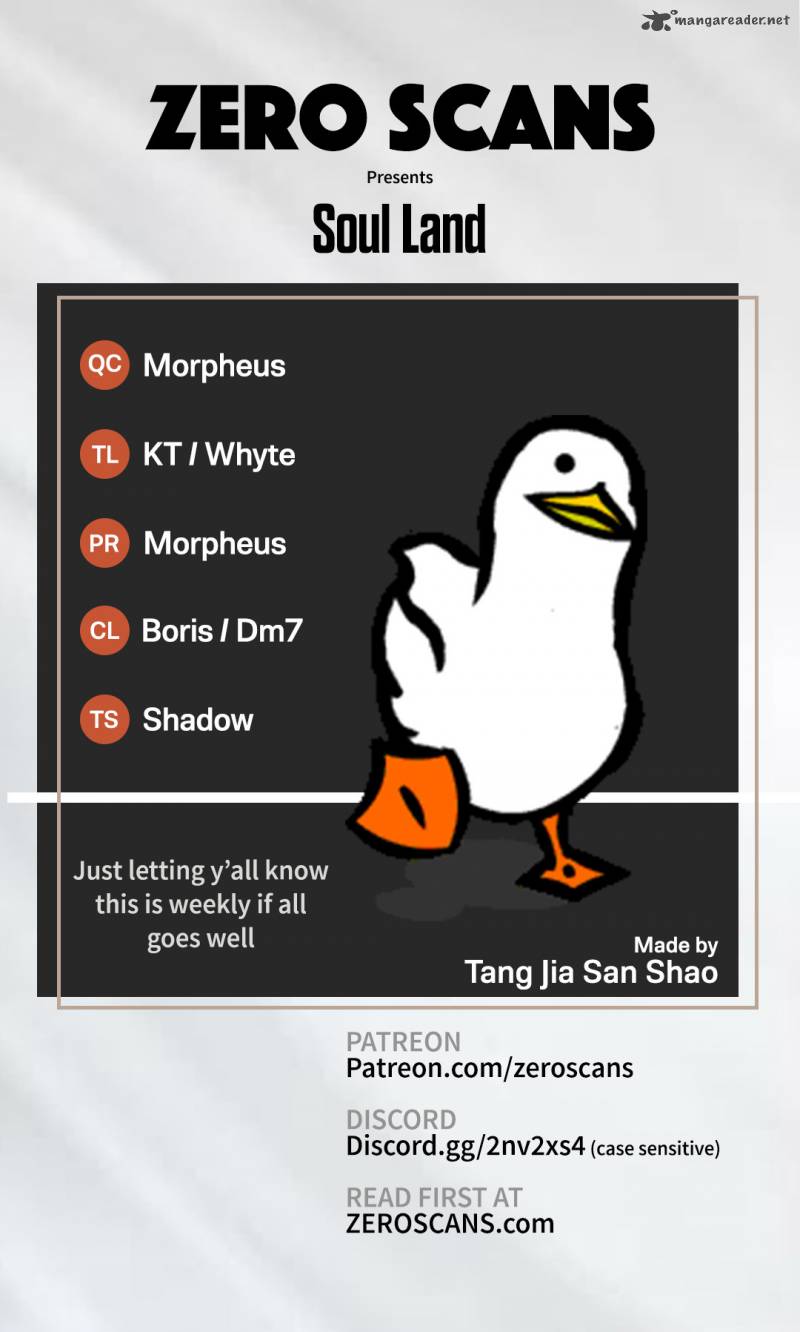 mangareader.net
ZERO SCANS
Presents
Soul Land
QC Morpheus
TL KT / Whyte
PR Morpheus
CL Boris / Dm7
TS Shadow
Just letting y’all know
this is weekly if all
goes well
Made by
Tang Jia San Shao
PATREON
Patreon.com/zeroscans
DISCORD
Discord.gg/2nv2xs4 (case sensitive)
READ FIRST AT
ZEROSCANS.com